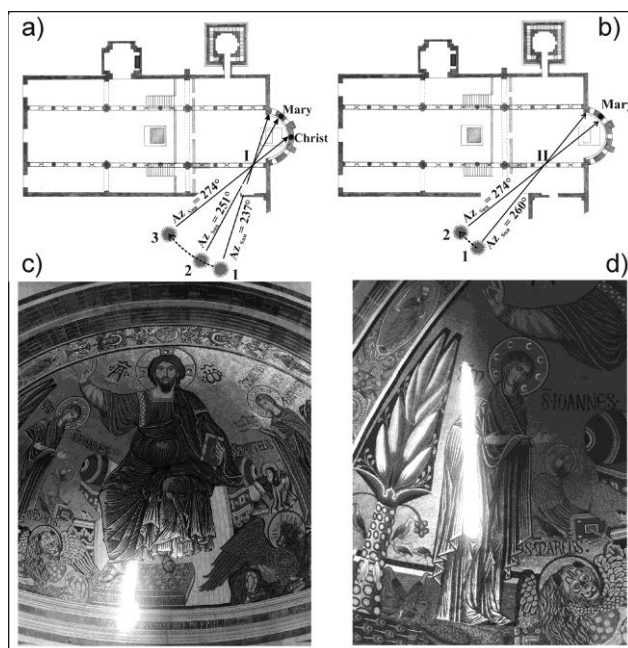 a)
Mary
Christ
I
Az Sun = 274°
Az Sun = 251°
Az Sun = 237°
3
2
1
b)
Mary
II
Az Sun = 274°
Az Sun = 260°
2
1
c)
d)
S:IOANNES: